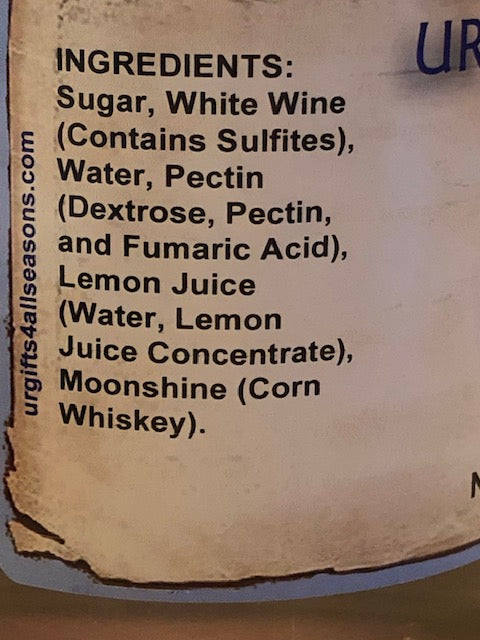 INGREDIENTS:
Sugar, White Wine
(Contains Sulfites),
Water, Pectin
(Dextrose, Pectin,
and Fumaric Acid),
Lemon Juice
(Water, Lemon
Juice Concentrate),
Moonshine (Corn
Whiskey).
urgifts4allseasons.com
UR